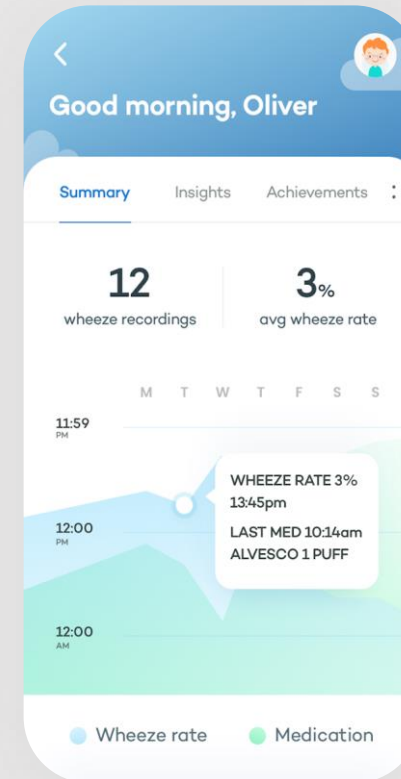 Good morning, Oliver
Summary Insights Achievements
12 3%
wheeze recordings avg wheeze rate
M T W T F S S
11:59
PM
WHEEZE RATE 3%
13:45pm
LAST MED 10:14am
ALVESCO 1 PUFF
12:00
PM
12:00
AM
Wheeze rate Medication